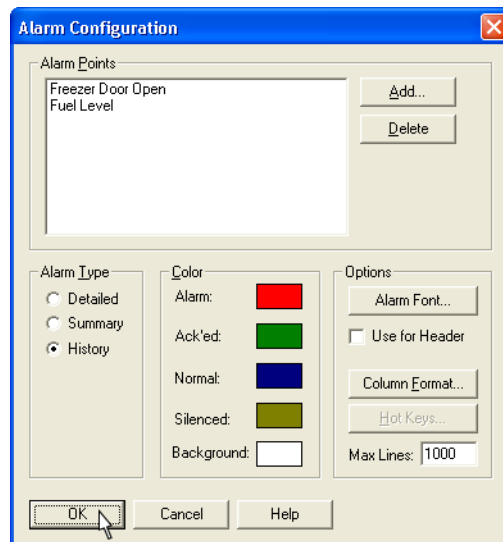 Alarm Configuration
Alarm Points
Freezer Door Open
Fuel Level
Add...
Delete
Alarm Type
Detailed
Summary
History
Color
Alarm:
Ack'ed:
Normal:
Silenced:
Background:
Options
Alarm Font...
Use for Header
Column Format...
Hot Keys...
Max Lines: 1000
OK
Cancel
Help